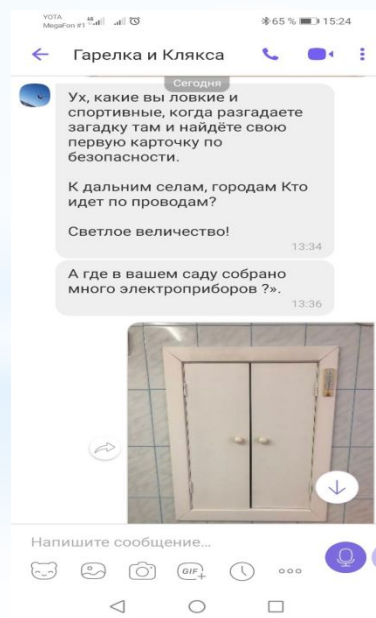 YOTA
MegaFon #1
65 % 15:24
Гарелка и Клякса
Сегодня
Ух, какие вы ловкие и
спортивные, когда разгадаете
загадку там и найдёте свою
первую карточку по
безопасности.
К дальним селам, городам Кто
идет по проводам?
Светлое величество!
13:34
А где в вашем саду собрано
много электроприборов ?».
13:36
Напишите сообщение...
GIF